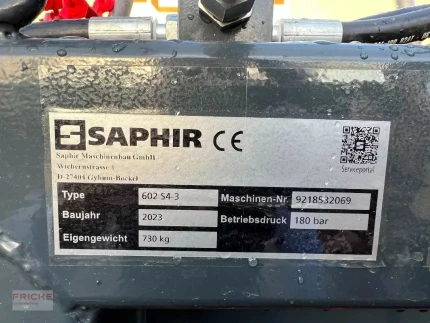 SAPHIR CE
Saphir Maschinenbau GmbH
Wichernstrasse 1
D-27404 Gyhum-Bockel
Serviceportal
Type 602 S4-3 Maschinen-Nr. 9218532069
Baujahr 2023 Betriebsdruck 180 bar
Eigengewicht 730 kg
FRICKE